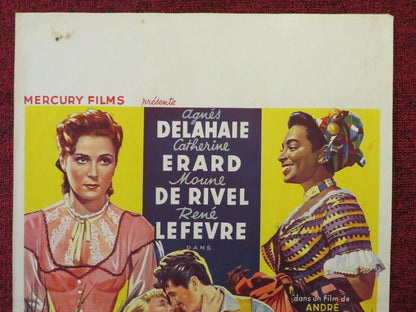 MERCURY FILMS présente
Agnès
DELAHAIE
Catherine
ERARD
Moune
DE RIVEL
René
LEFEVRE
DANS
dans un film de
ANDRÉ